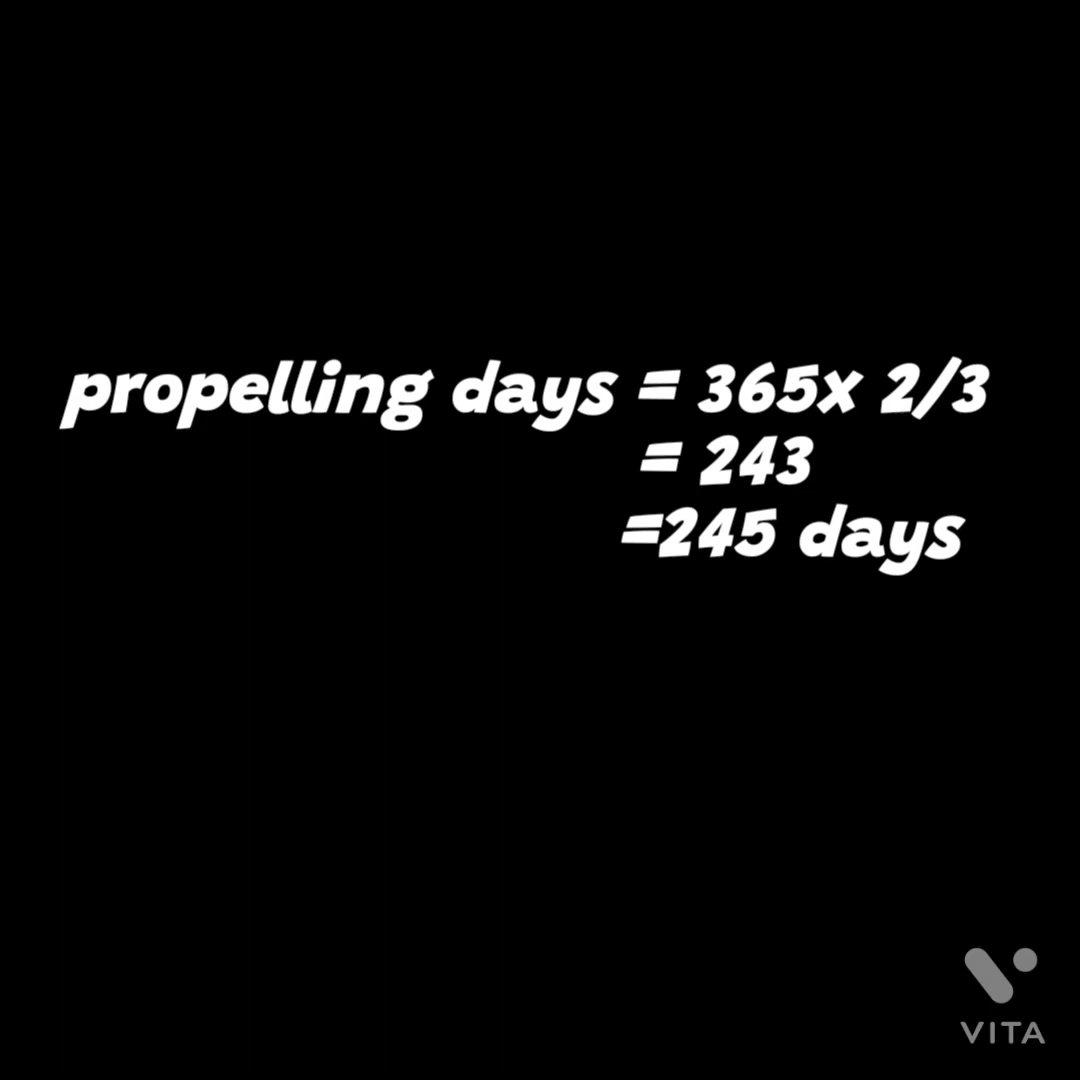 propelling days = 365x 2/3
= 243
=245 days
VITA